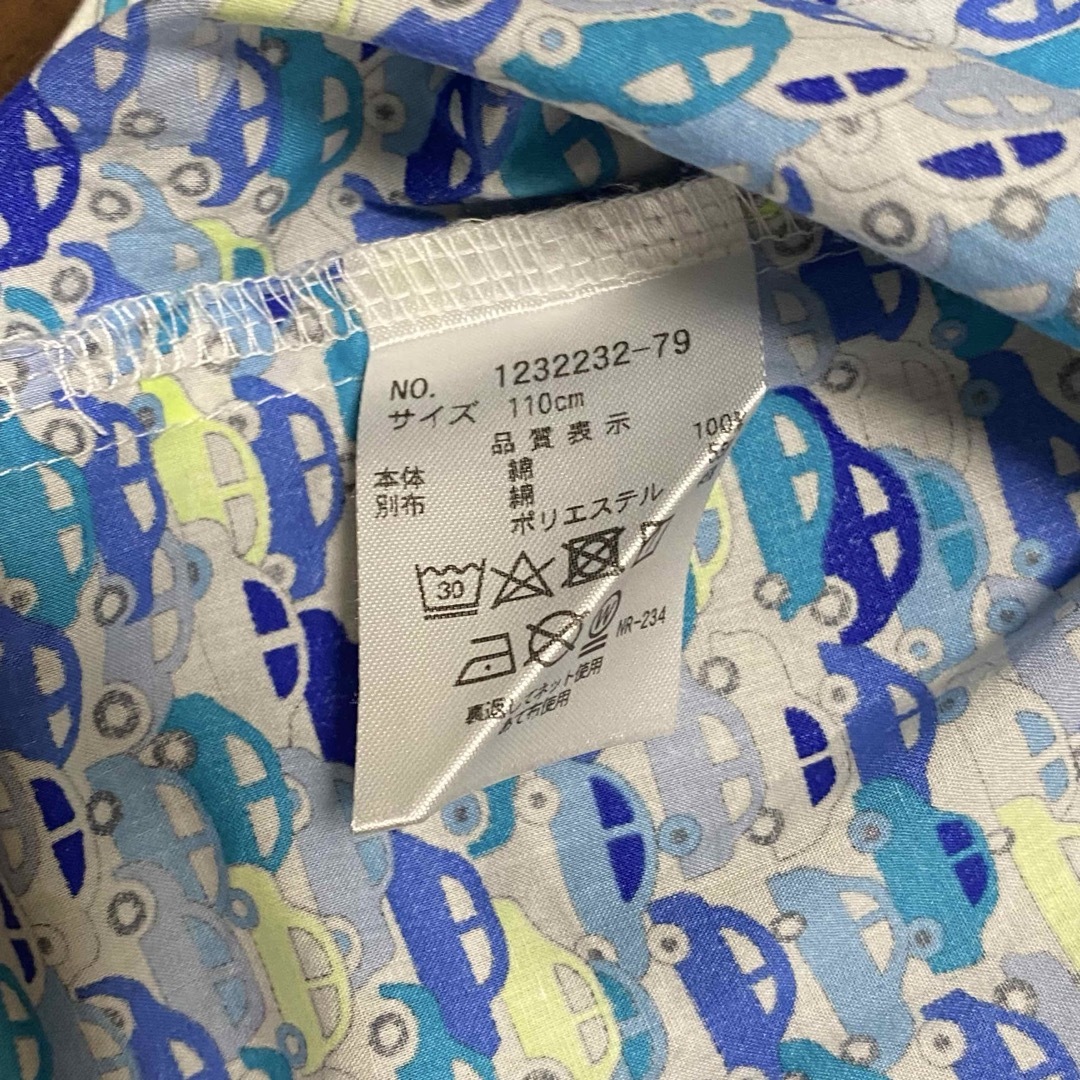 NO. 1232232-79
サイズ 110cm
品質表示
本体 綿 100%
別布 綿
ポリエステル
30
W
NR-234
裏返してネット使用
あて布使用